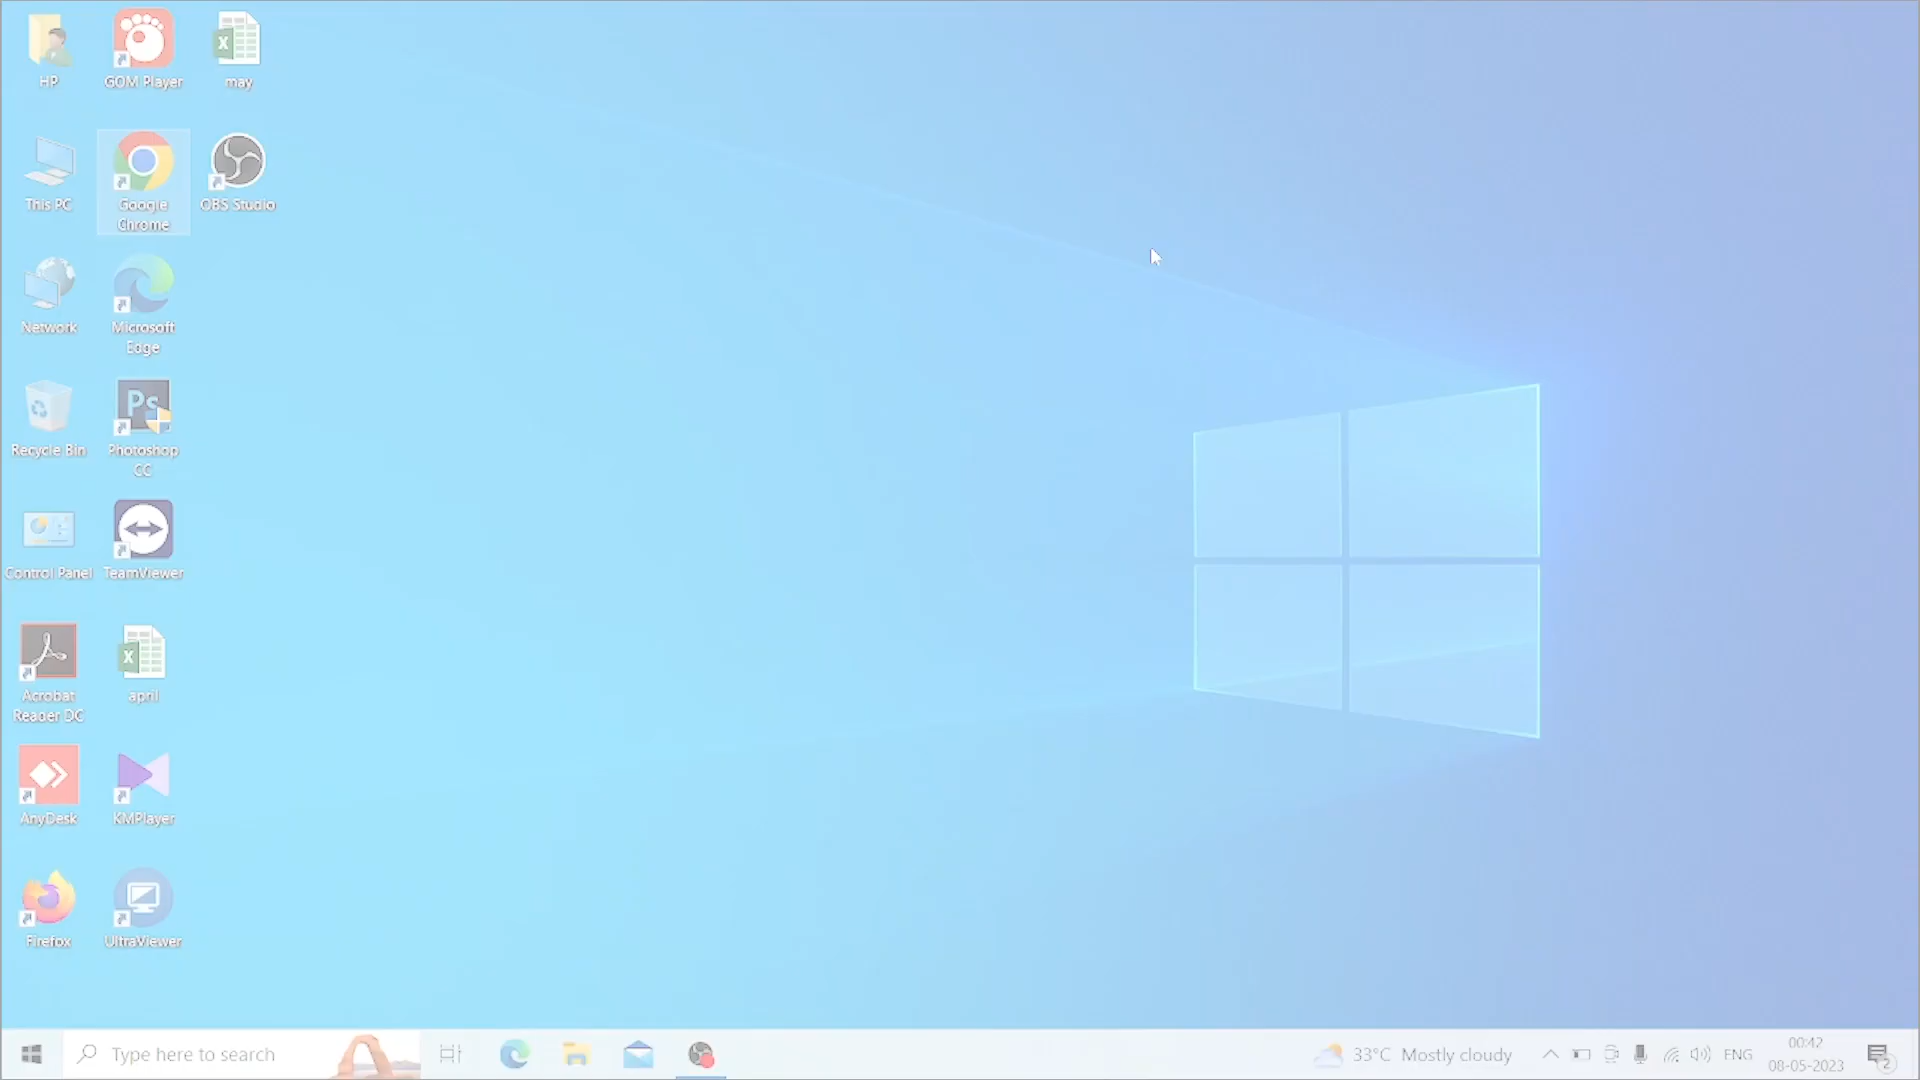 HP
GOM Player
may
This PC
Google
Chrome
OBS Studio
Network
Microsoft
Edge
Recycle Bin
Ps
Photoshop
CC
Control Panel
TeamViewer
Acrobat
Reader DC
X
april
AnyDesk
KMPlayer
Firefox
UltraViewer
Type here to search
33°C Mostly cloudy
ENG
00:42
08-05-2023
2